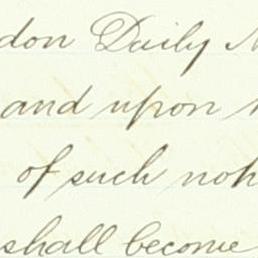 don Daily N
and upon
of such noti
shall become